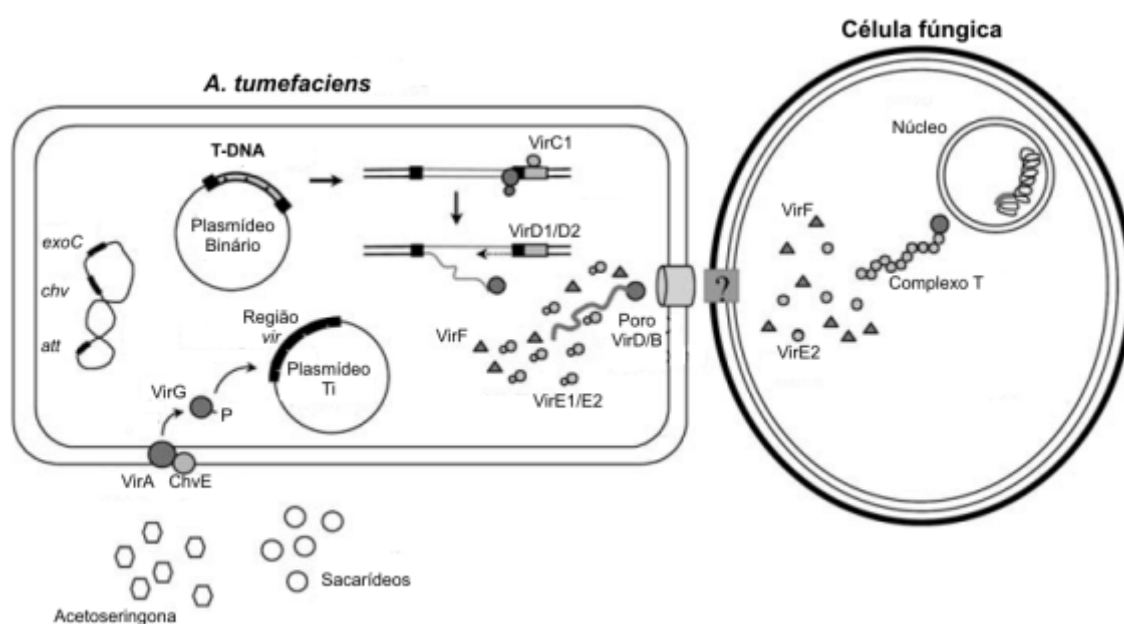 Célula fúngica
A. tumefaciens
VirC1
Núcleo
T-DNA
Plasmídeo
Binário
VirD1/D2
VirF
exoC
chv
att
?
Complexo T
Região
vir
VirF
Poro
VirD/B
VirE2
Plasmídeo
Ti
VirG
P
VirE1/E2
VirA
ChvE
Sacarídeos
Acetoseringona